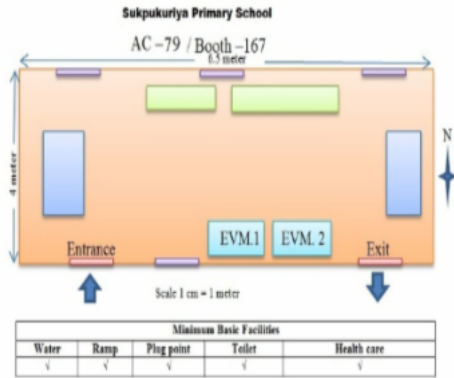 Sukpukuriya Primary School
AC –79 / Booth –167
6.5 meter
4 meter
N
EVM.1 EVM. 2
Entrance Exit
Scale 1 cm = 1 meter
Minimum Basic Facilities
Water Ramp Plug point Toilet Health care
√ √ √ √ √